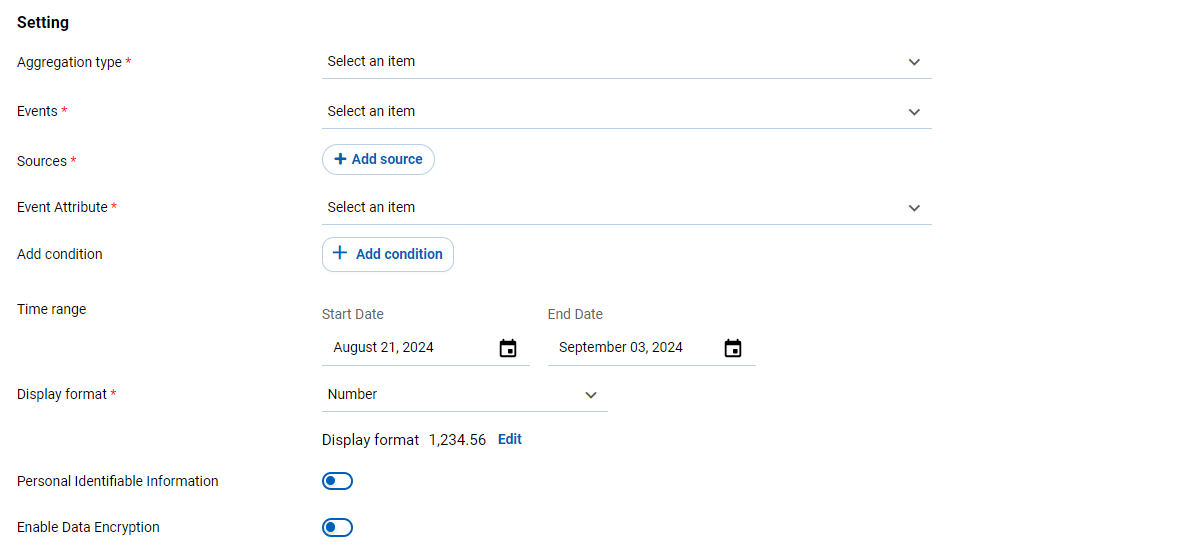 Setting
Aggregation type *
Select an item
Events *
Select an item
Sources *
+ Add source
Event Attribute *
Select an item
Add condition
+ Add condition
Time range
Start Date
End Date
August 21, 2024
September 03, 2024
Display format *
Number
Display format 1,234.56 Edit
Personal Identifiable Information
Enable Data Encryption